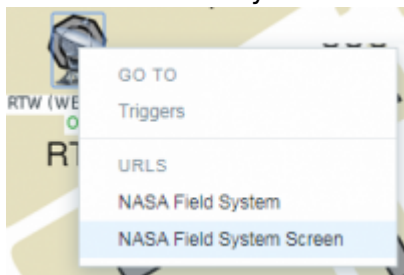 GO TO
RTW (WE
Triggers
O
RT
URLS
NASA Field System
NASA Field System Screen